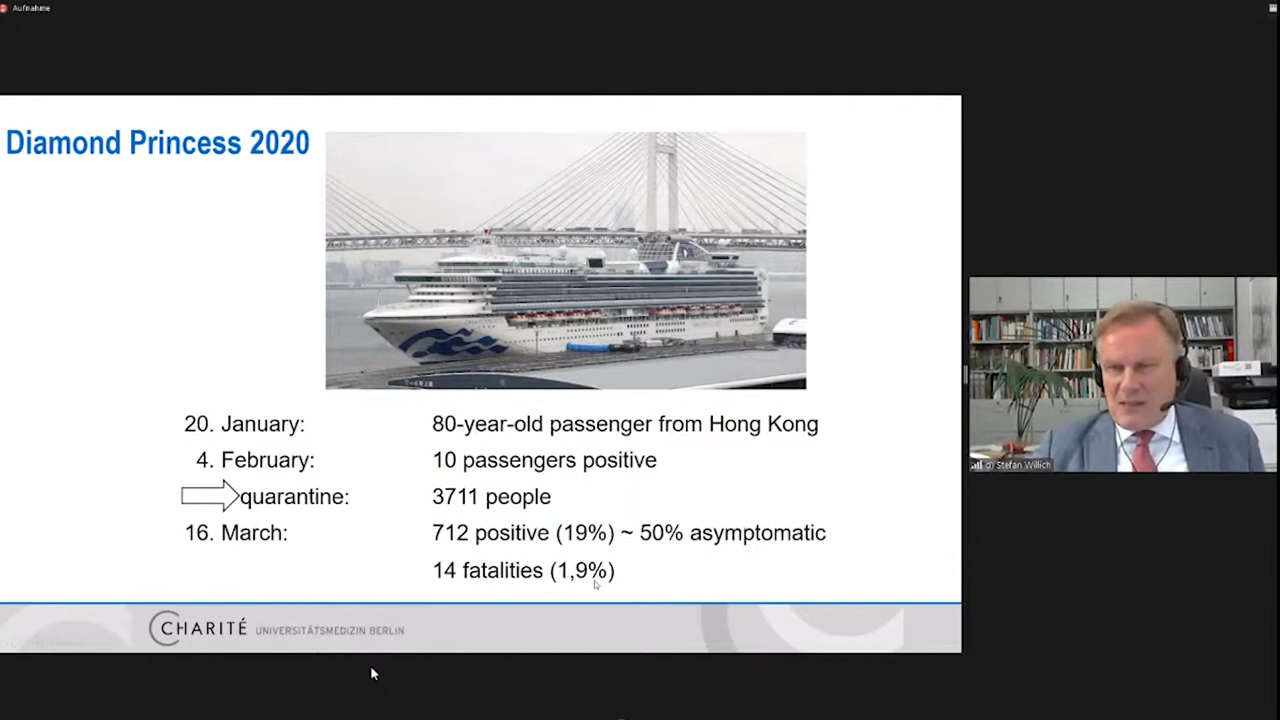 Aufnahme
Diamond Princess 2020
20. January: 80-year-old passenger from Hong Kong
4. February: 10 passengers positive
quarantine: 3711 people
16. March: 712 positive (19%) ~ 50% asymptomatic
14 fatalities (1,9%)
CHARITÉ UNIVERSITÄTSMEDIZIN BERLIN
Stefan Willich